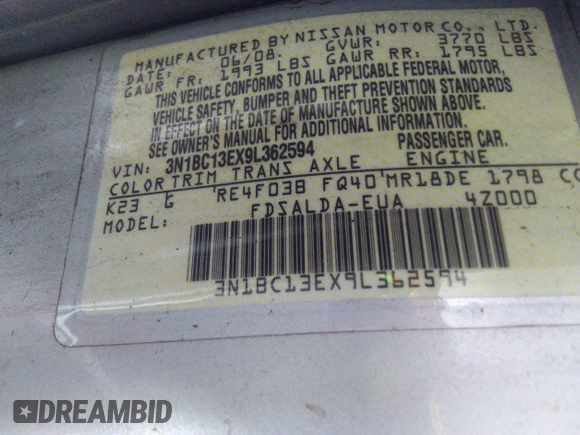 MANUFACTURED BY NISSAN MOTOR CO., LTD.
DATE: 06/08. GVWR: 3770 LBS
GAWR FR: 1993 LBS GAWR RR: 1795 LBS
THIS VEHICLE CONFORMS TO ALL APPLICABLE FEDERAL MOTOR,
VEHICLE SAFETY, BUMPER AND THEFT PREVENTION STANDARDS
IN EFFECT ON THE DATE OF MANUFACTURE SHOWN ABOVE.
SEE OWNER'S MANUAL FOR ADDITIONAL INFORMATION.
VIN: 3N1BC13EX9L362594 PASSENGER CAR.
COLOR TRIM TRANS AXLE ENGINE
K23 G RE4F03B FQ40 MR18DE 1798 CC
MODEL: FDSALDA-EUA 4Z000
3N1BC13EX9L362594
DREAMBID